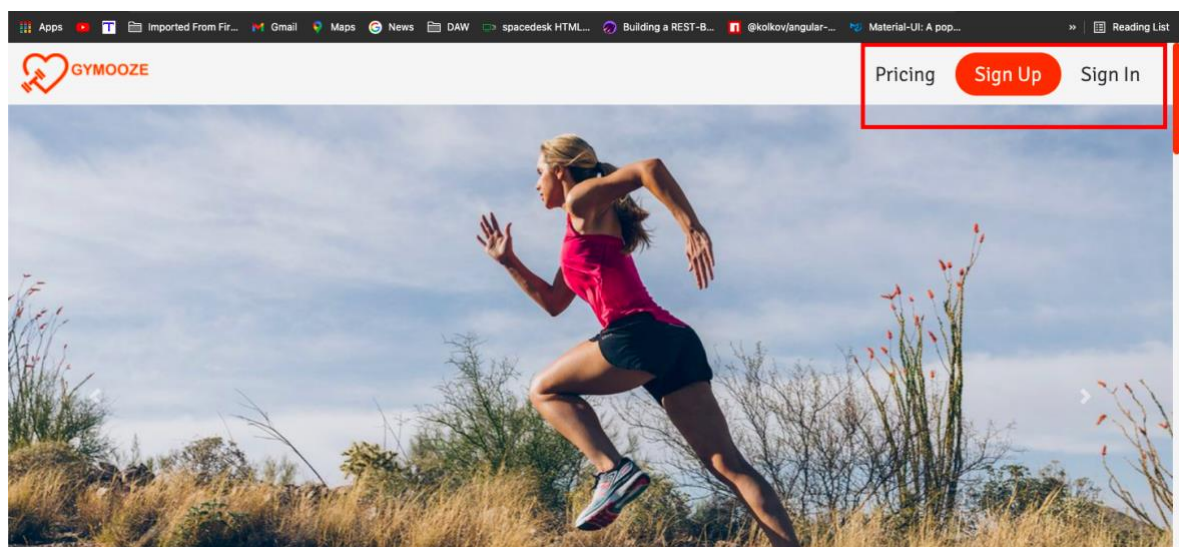 Apps Imported From Fir... Gmail Maps News DAW spacedesk HTML... Building a REST-B... @kolkov/angular-... Material-UI: A pop... » Reading List
GYMOOZE Pricing Sign Up Sign In